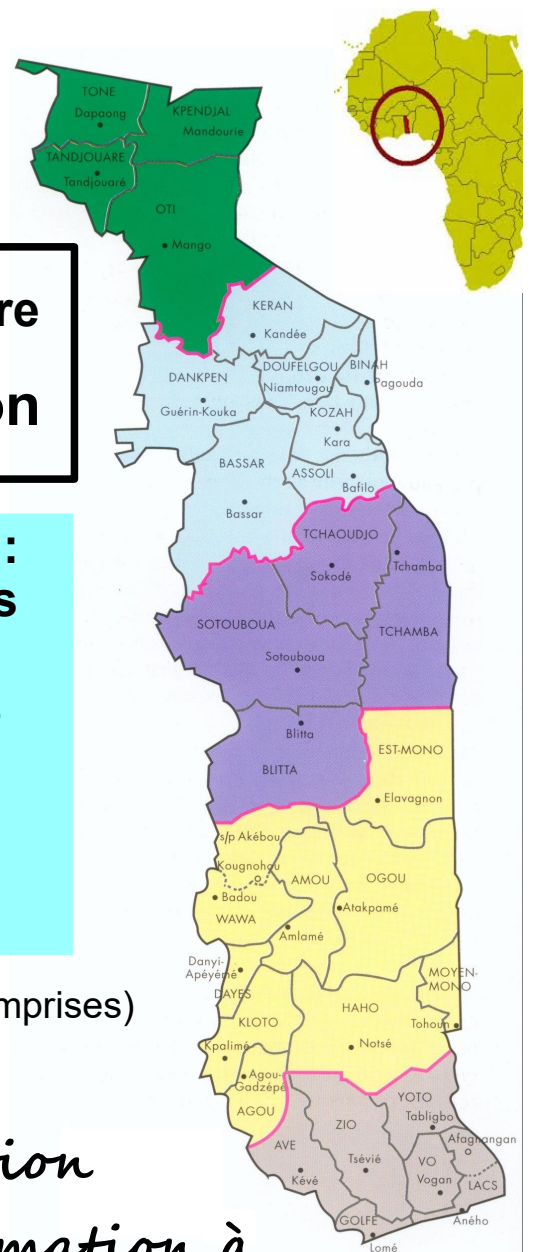 TONE
Dapaong
KPENDJAL
Mandourie
TANDJOUARE
Tandjouaré
OTI
Mango
re
on
KERAN
Kandée
DOUFELGOU
Niamtougou
BINAH
Pagouda
DANKPEN
Guérin-Kouka
KOZAH
Kara
BASSAR
Bassar
ASSOLI
Bafilo
:
s
TCHAOUDJO
Sokodé
Tchamba
TCHAMBA
SOTOUBOUA
Sotouboua
Blitta
BLITTA
EST-MONO
Elavagnon
s/p Akébou
Kougnohou
Badou
WAWA
AMOU
Amlamé
OGOU
Atakpamé
Danyi-
Apéyémé
DAYES
MOYEN-
MONO
Tohoun
mprises)
KLOTO
Kpalimé
HAHO
Notsé
Agou-
Gadzépé
AGOU
YOTO
Tabligbo
ZIO
Tsévié
AVE
Kévé
Afagnangan
VO
Vogan
LACS
Aného
GOLFE
Lomé
ion
mation à